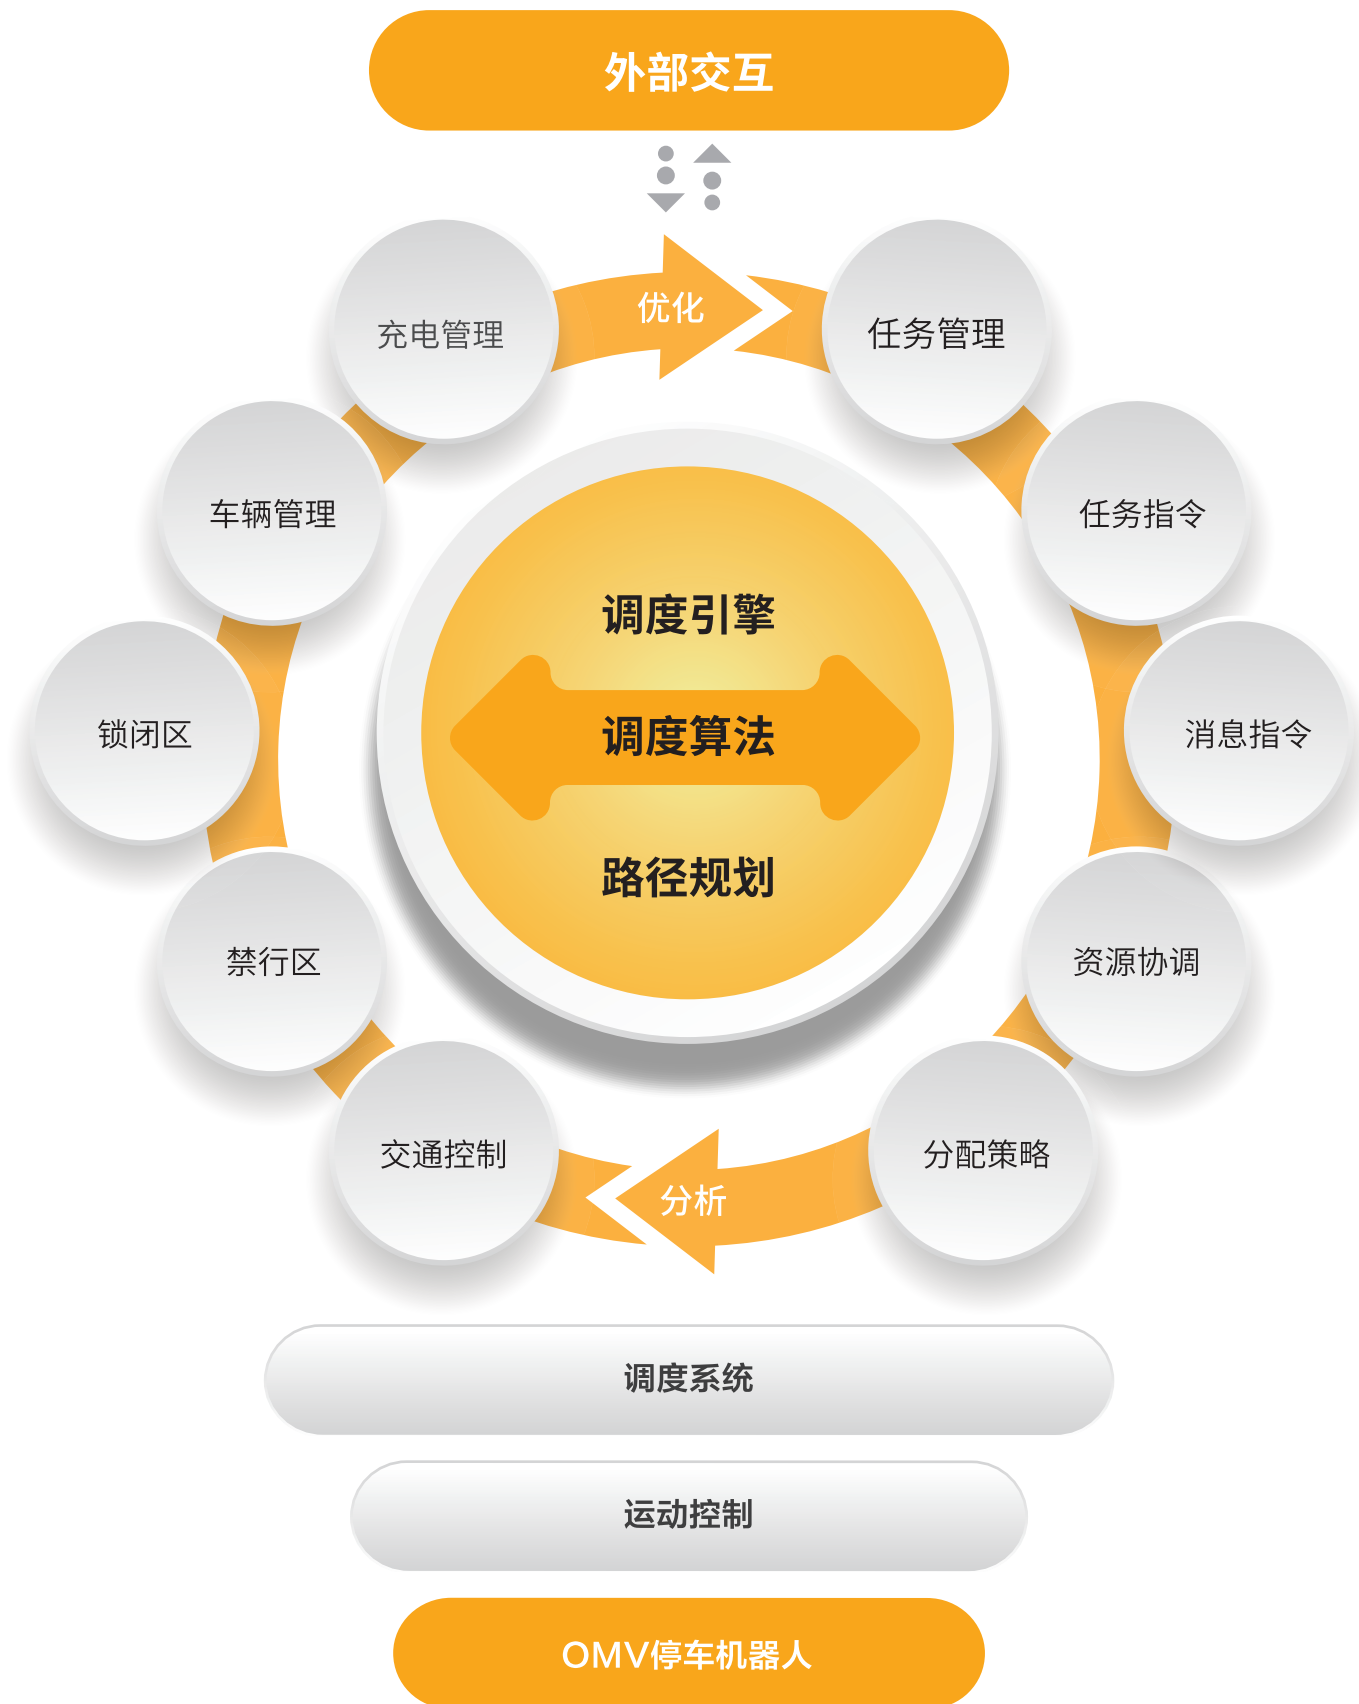 外部交互
优化
充电管理
任务管理
车辆管理
任务指令
调度引擎
锁闭区
调度算法
消息指令
路径规划
禁行区
资源协调
交通控制
分配策略
分析
调度系统
运动控制
OMV停车机器人